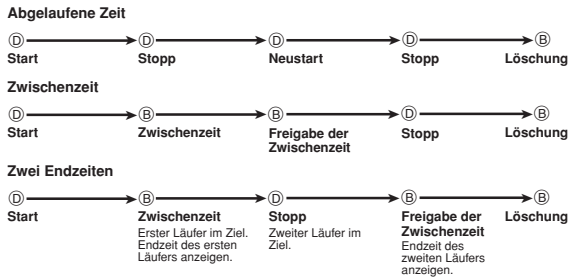 Abgelaufene Zeit
Ⓓ Ⓓ Ⓓ Ⓓ Ⓑ
Start Stopp Neustart Stopp Löschung
Zwischenzeit
Ⓓ Ⓑ Ⓑ Ⓓ Ⓑ
Start Zwischenzeit Freigabe der Zwischenzeit Stopp Löschung
Zwei Endzeiten
Ⓓ Ⓑ Ⓓ Ⓑ Ⓑ
Start
Zwischenzeit
Erster Läufer im Ziel.
Endzeit des ersten
Läufers anzeigen.
Stopp
Zweiter Läufer im
Ziel.
Freigabe der
Zwischenzeit
Endzeit des
zweiten Läufers
anzeigen.
Löschung